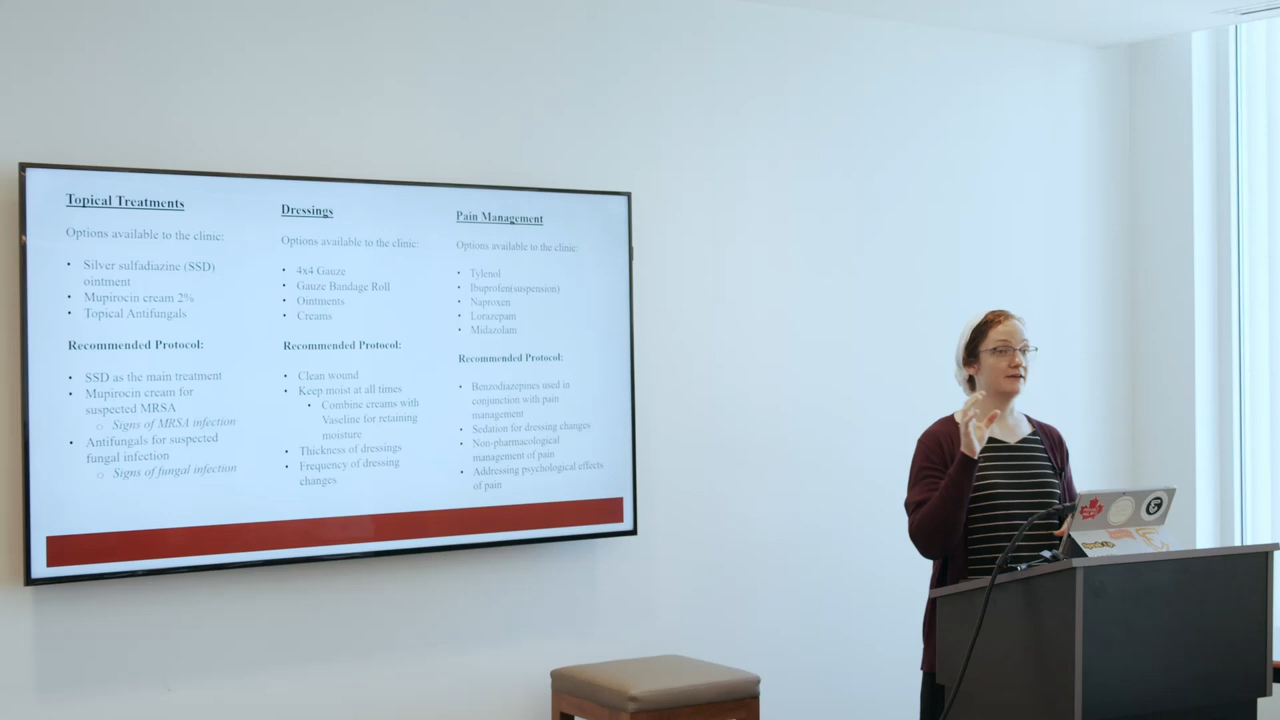 Topical Treatments
Options available to the clinic:
• Silver sulfadiazine (SSD)
ointment
• Mupirocin cream 2%
• Topical Antifungals
Recommended Protocol:
• SSD as the main treatment
• Mupirocin cream for
suspected MRSA
○ Signs of MRSA infection
• Antifungals for suspected
fungal infection
○ Signs of fungal infection
Dressings
Options available to the clinic:
• 4x4 Gauze
• Gauze Bandage Roll
• Ointments
• Creams
Recommended Protocol:
• Clean wound
• Keep moist at all times
• Combine creams with
Vaseline for retaining
moisture
• Thickness of dressings
• Frequency of dressing
changes
Pain Management
Options available to the clinic:
• Tylenol
• Ibuprofen(suspension)
• Naproxen
• Lorazepam
• Midazolam
Recommended Protocol:
• Benzodiazepines used in
conjunction with pain
management
• Sedation for dressing changes
• Non-pharmacological
management of pain
• Addressing psychological effects
of pain